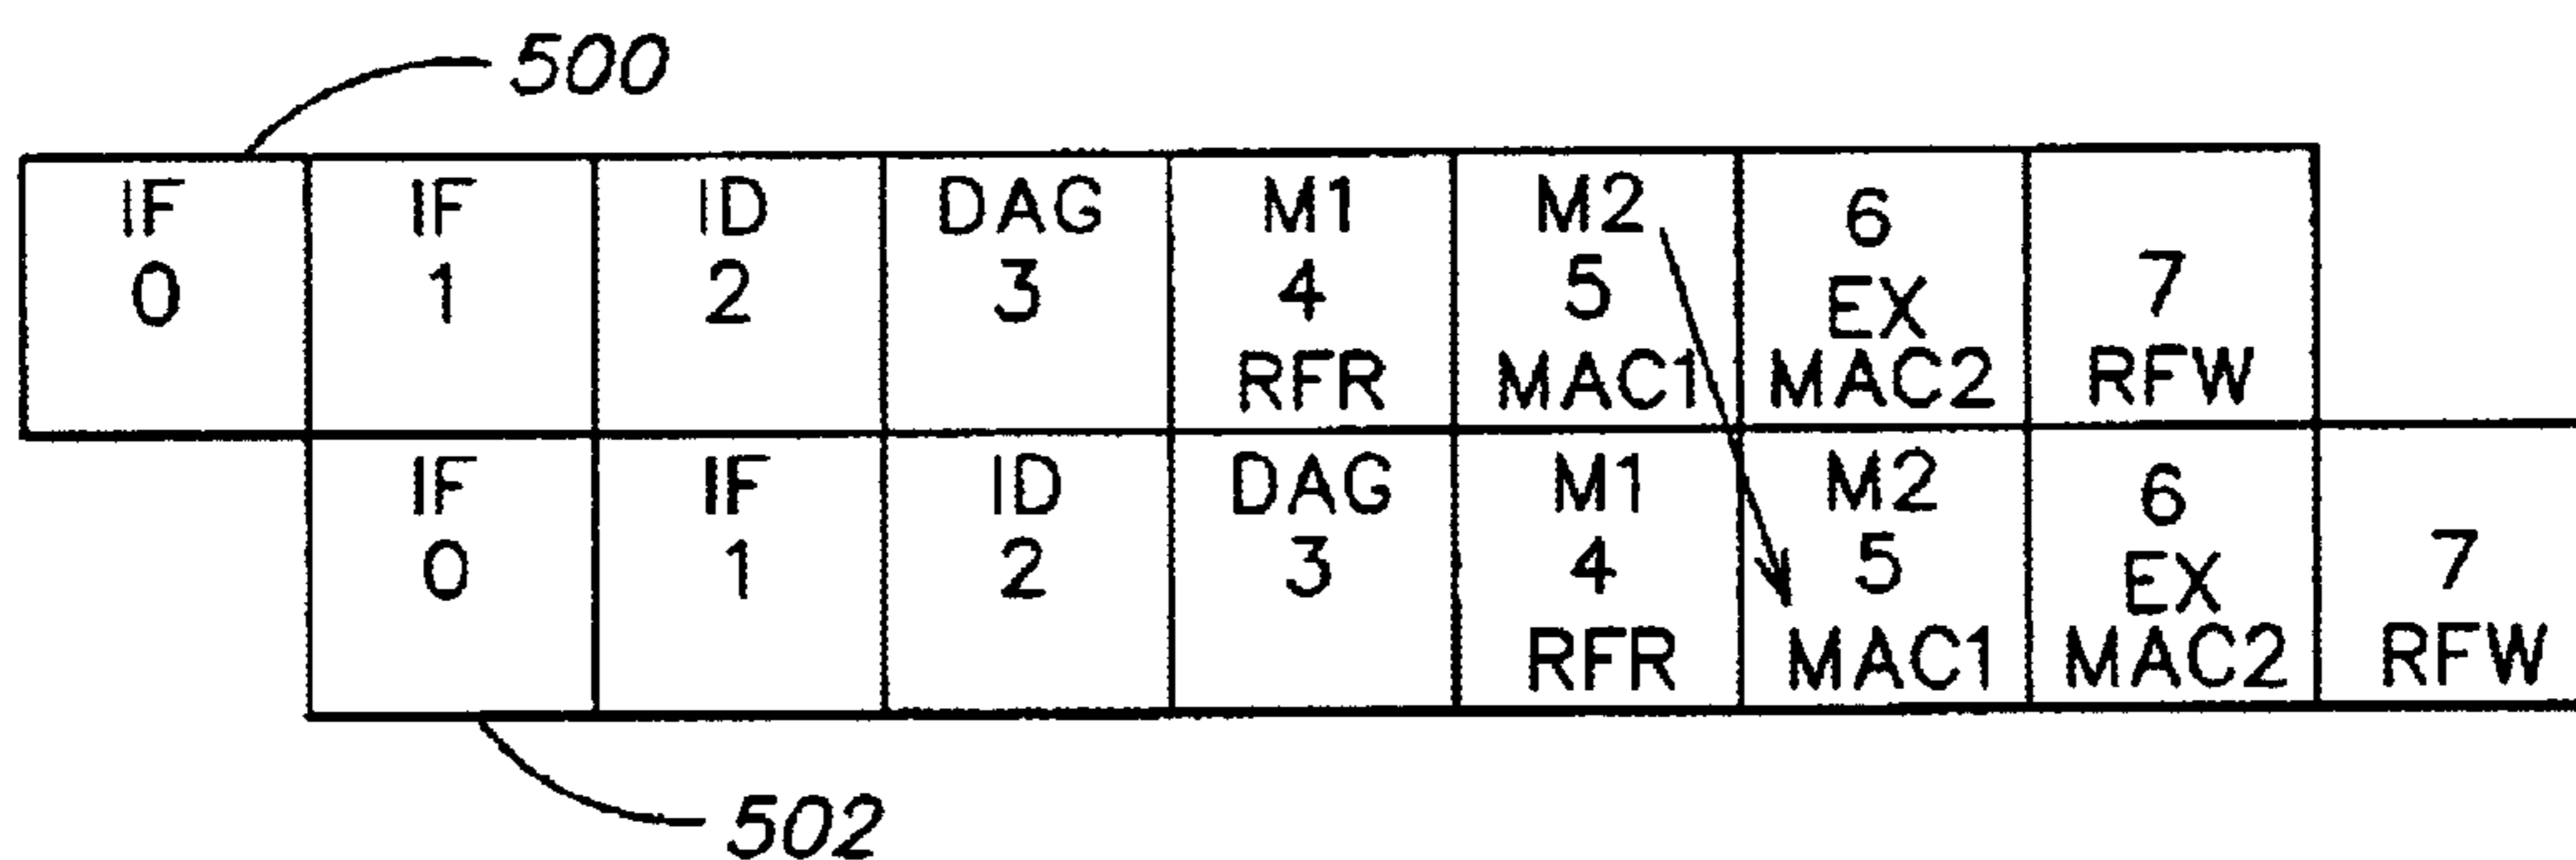 500
IF IF ID DAG M1 M2 6
0 1 2 3 4 5 EX 7
RFR MAC1 MAC2 RFW
IF IF ID DAG M1 M2 6
0 1 2 3 4 5 EX 7
RFR MAC1 MAC2 RFW
502